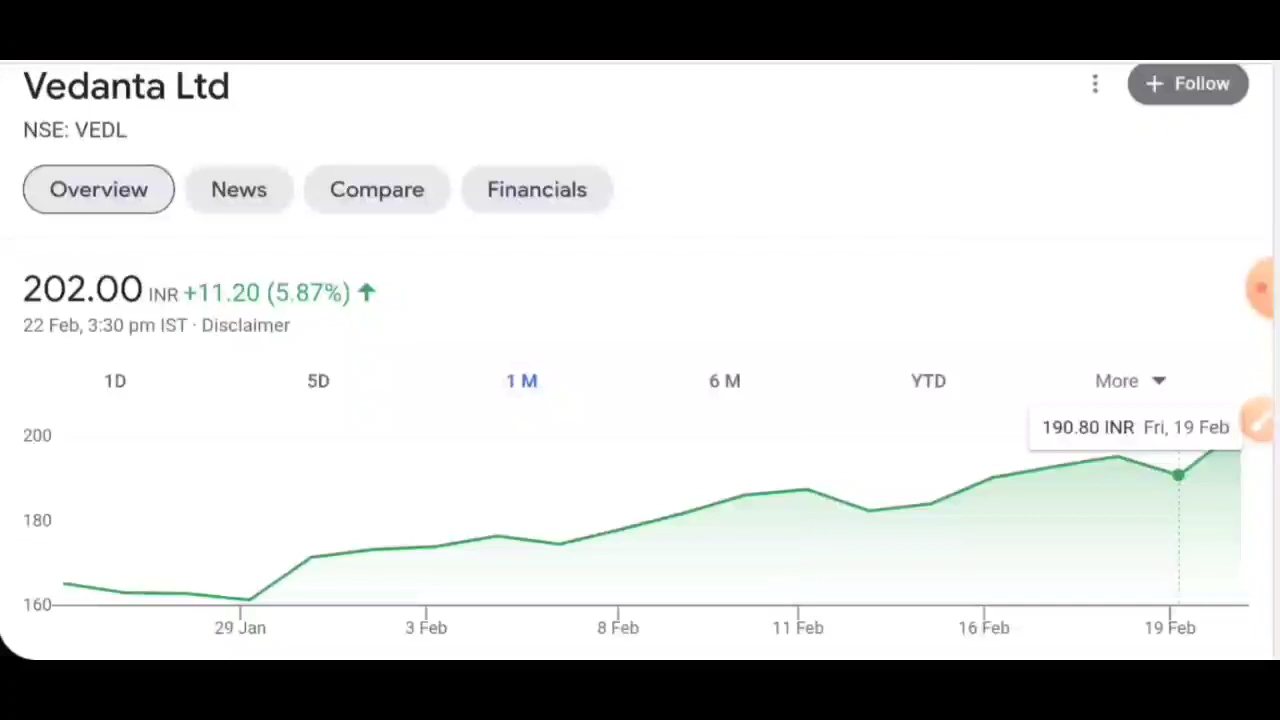 Vedanta Ltd
+ Follow
NSE: VEDL
Overview News Compare Financials
202.00 INR +11.20 (5.87%) ↑
22 Feb, 3:30 pm IST · Disclaimer
1D 5D 1 M 6 M YTD More
190.80 INR Fri, 19 Feb
200
180
160
29 Jan 3 Feb 8 Feb 11 Feb 16 Feb 19 Feb